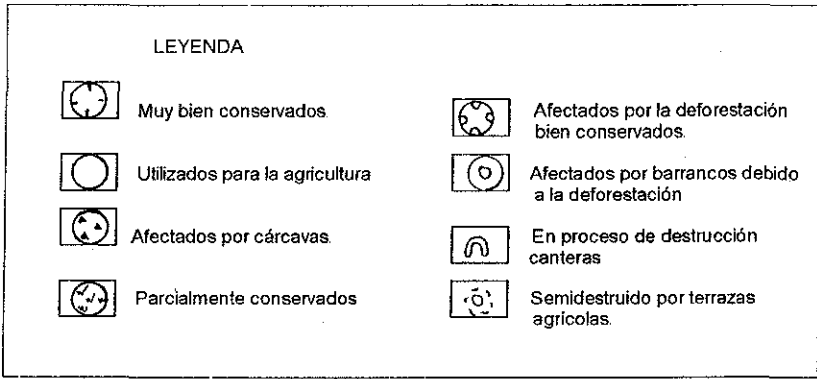 LEYENDA
Muy bien conservados.
Utilizados para la agricultura
Afectados por cárcavas.
Parcialmente conservados
Afectados por la deforestación
bien conservados.
Afectados por barrancos debido
a la deforestación
En proceso de destrucción
canteras
Semidestruido por terrazas
agrícolas.